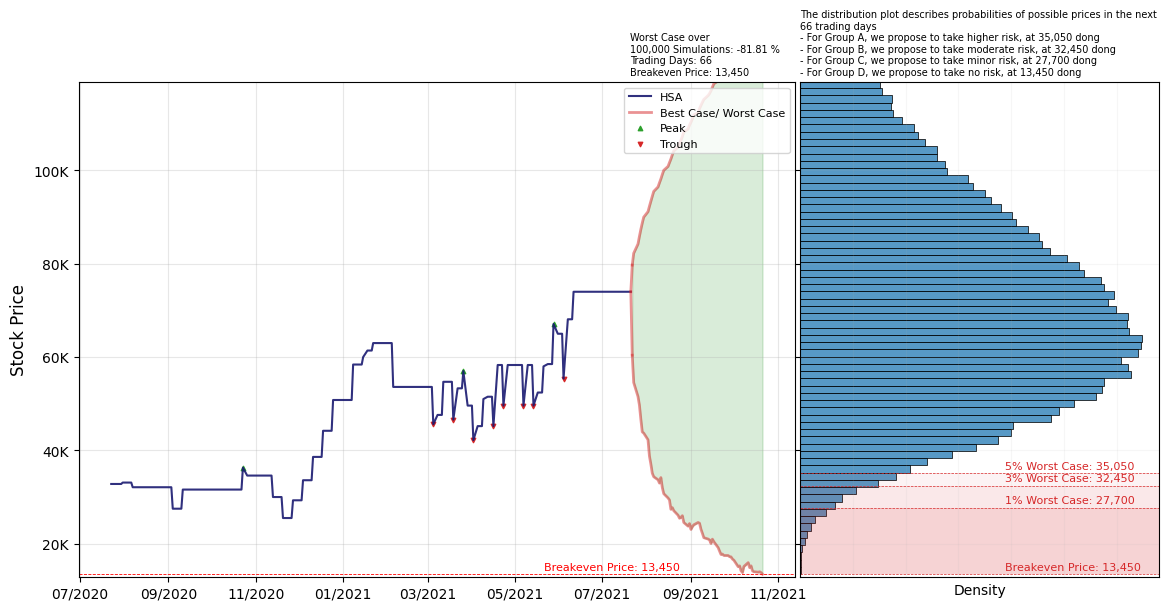 The distribution plot describes probabilities of possible prices in the next
66 trading days
- For Group A, we propose to take higher risk, at 35,050 dong
- For Group B, we propose to take moderate risk, at 32,450 dong
- For Group C, we propose to take minor risk, at 27,700 dong
- For Group D, we propose to take no risk, at 13,450 dong
Worst Case over
100,000 Simulations: -81.81 %
Trading Days: 66
Breakeven Price: 13,450
HSA
Best Case/ Worst Case
Peak
Trough
Stock Price
100K
80K
60K
40K
20K
Breakeven Price: 13,450
07/2020
09/2020
11/2020
01/2021
03/2021
05/2021
07/2021
09/2021
11/2021
5% Worst Case: 35,050
3% Worst Case: 32,450
1% Worst Case: 27,700
Breakeven Price: 13,450
Density